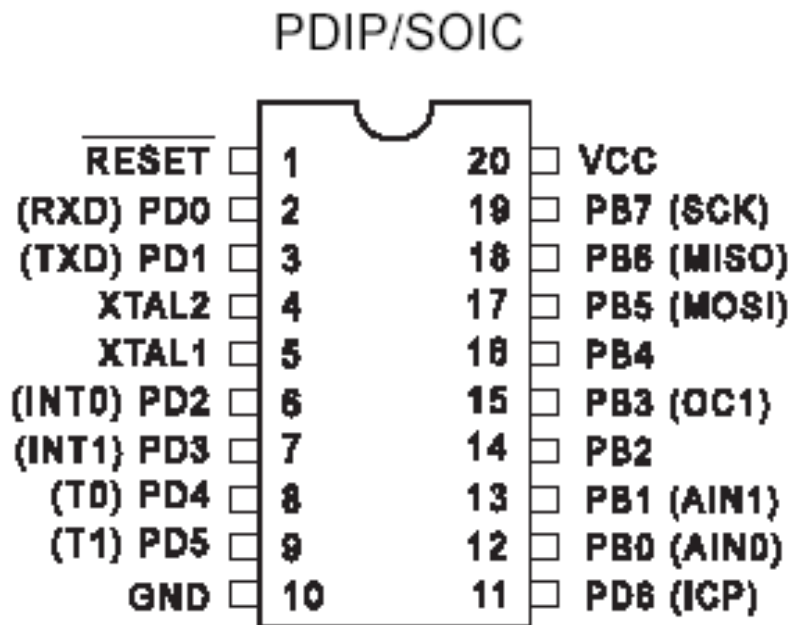 PDIP/SOIC
RESET 1 20 VCC
(RXD) PD0 2 19 PB7 (SCK)
(TXD) PD1 3 18 PB6 (MISO)
XTAL2 4 17 PB5 (MOSI)
XTAL1 5 16 PB4
(INT0) PD2 6 15 PB3 (OC1)
(INT1) PD3 7 14 PB2
(T0) PD4 8 13 PB1 (AIN1)
(T1) PD5 9 12 PB0 (AIN0)
GND 10 11 PD6 (ICP)